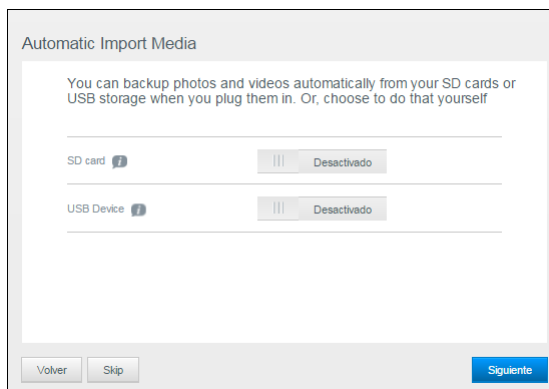 Automatic Import Media
You can backup photos and videos automatically from your SD cards or
USB storage when you plug them in. Or, choose to do that yourself
SD card i Desactivado
USB Device i Desactivado
Volver Skip Siguiente